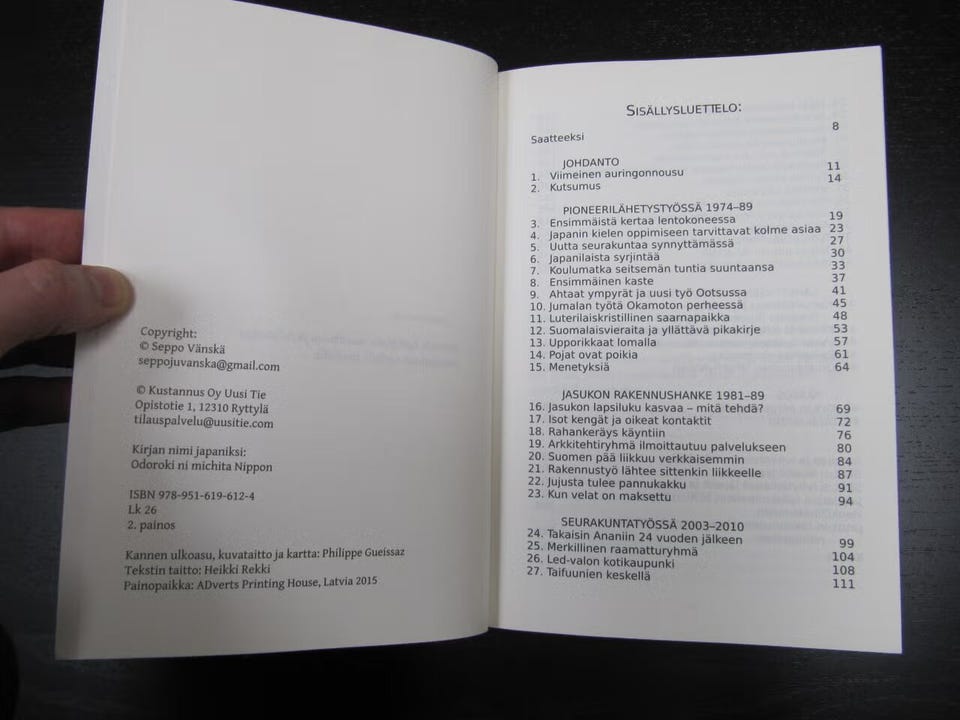 Copyright:
© Seppo Vänskä
seppojuvanska@gmail.com
© Kustannus Oy Uusi Tie
Opistotie 1, 12310 Ryttylä
tilauspalvelu@uusitie.com
Kirjan nimi japaniksi:
Odoroki ni michita Nippon
ISBN 978-951-619-612-4
Lk 26
2. painos
Kannen ulkoasu, kuvataitto ja kartta: Philippe Gueissaz
Tekstin taitto: Heikki Rekki
Painopaikka: ADverts Printing House, Latvia 2015
SISÄLLYSLUETTELO:
Saatteeksi 8
JOHDANTO
1. Viimeinen auringonnousu 11
2. Kutsumus 14
PIONEERILÄHETYSTYÖSSÄ 1974–89
3. Ensimmäistä kertaa lentokoneessa 19
4. Japanin kielen oppimiseen tarvittavat kolme asiaa 23
5. Uutta seurakuntaa synnyttämässä 27
6. Japanilaista syrjintää 30
7. Koulumatka seitsemän tuntia suuntaansa 33
8. Ensimmäinen kaste 37
9. Ahtaat ympyrät ja uusi työ Ootsussa 41
10. Jumalan työtä Okamoton perheessä 45
11. Luterilaiskristillinen saarnapaikka 48
12. Suomalaisvieraita ja yllättävä pikakirje 53
13. Upporikkaat lomalla 57
14. Pojat ovat poikia 61
15. Menetyksiä 64
JASUKON RAKENNUSHANKE 1981–89
16. Jasukon lapsiluku kasvaa – mitä tehdä? 69
17. Isot kengät ja oikeat kontaktit 72
18. Rahankeräys käyntiin 76
19. Arkkitehtiryhmä ilmoittautuu palvelukseen 80
20. Suomen pää liikkuu verkkaisemmin 84
21. Rakennustyö lähtee sittenkin liikkeelle 87
22. Jujusta tulee pannukakku 91
23. Kun velat on maksettu 94
SEURAKUNTATYÖSSÄ 2003–2010
24. Takaisin Ananiin 24 vuoden jälkeen 99
25. Merkillinen raamatturyhmä 104
26. Led-valon kotikaupunki 108
27. Taifuunien keskellä 111